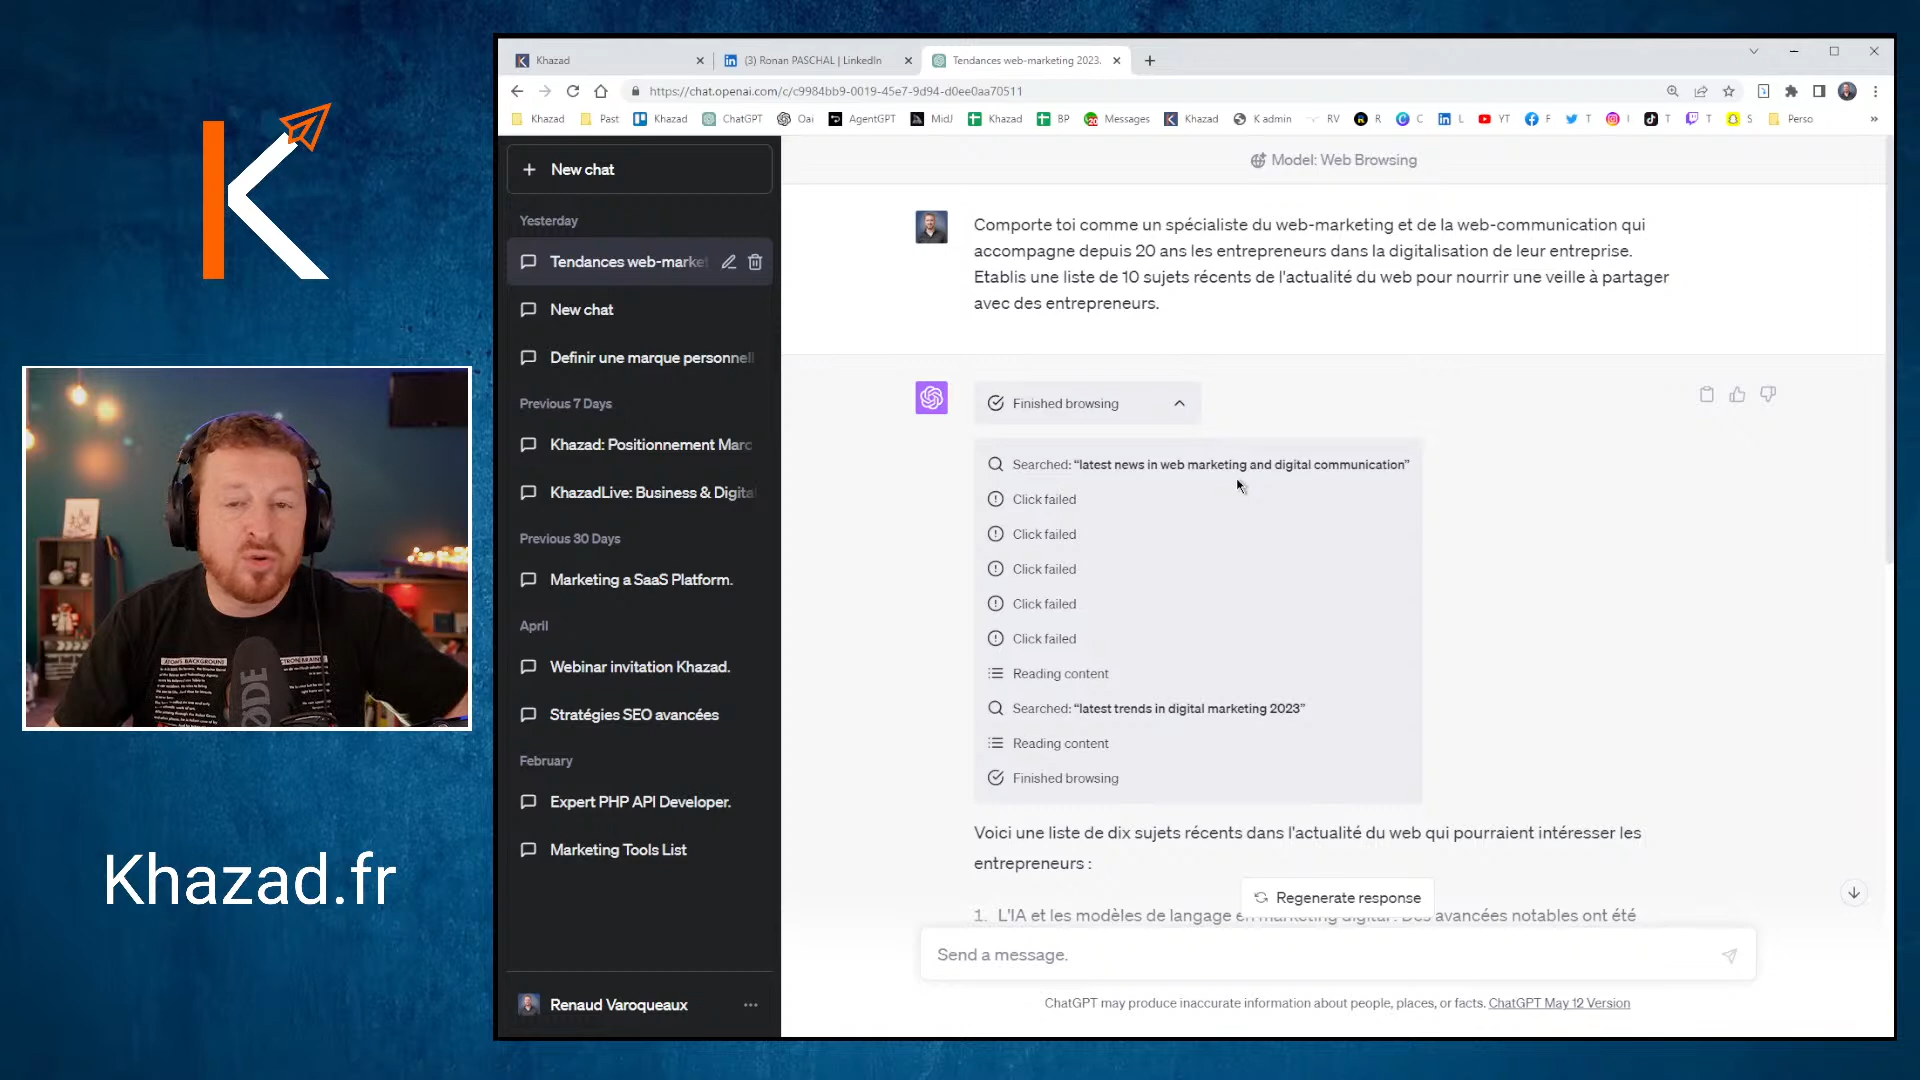 K
Khazad.fr
Khazad
(3) Ronan PASCHAL | LinkedIn
Tendances web-marketing 2023.
https://chat.openai.com/c/c9984bb9-0019-45e7-9d94-d0ee0aa70511
Khazad
Past
Khazad
ChatGPT
Oai
AgentGPT
MidJ
Khazad
BP
Messages
Khazad
K admin
RV
R
C
L
YT
F
T
I
T
T
S
Perso
New chat
Yesterday
Tendances web-market
New chat
Definir une marque personnell
Previous 7 Days
Khazad: Positionnement Marc
KhazadLive: Business & Digita
Previous 30 Days
Marketing a SaaS Platform.
April
Webinar invitation Khazad.
Stratégies SEO avancées
February
Expert PHP API Developer.
Marketing Tools List
Renaud Varoqueaux
Model: Web Browsing
Comporte toi comme un spécialiste du web-marketing et de la web-communication qui
accompagne depuis 20 ans les entrepreneurs dans la digitalisation de leur entreprise.
Etablis une liste de 10 sujets récents de l'actualité du web pour nourrir une veille à partager
avec des entrepreneurs.
Finished browsing
Searched: "latest news in web marketing and digital communication"
Click failed
Click failed
Click failed
Click failed
Click failed
Reading content
Searched: "latest trends in digital marketing 2023"
Reading content
Finished browsing
Voici une liste de dix sujets récents dans l'actualité du web qui pourraient intéresser les
entrepreneurs :
Regenerate response
1. L'IA et les modèles de langage en marketing digital : Des avancées notables ont été
Send a message.
ChatGPT may produce inaccurate information about people, places, or facts. ChatGPT May 12 Version